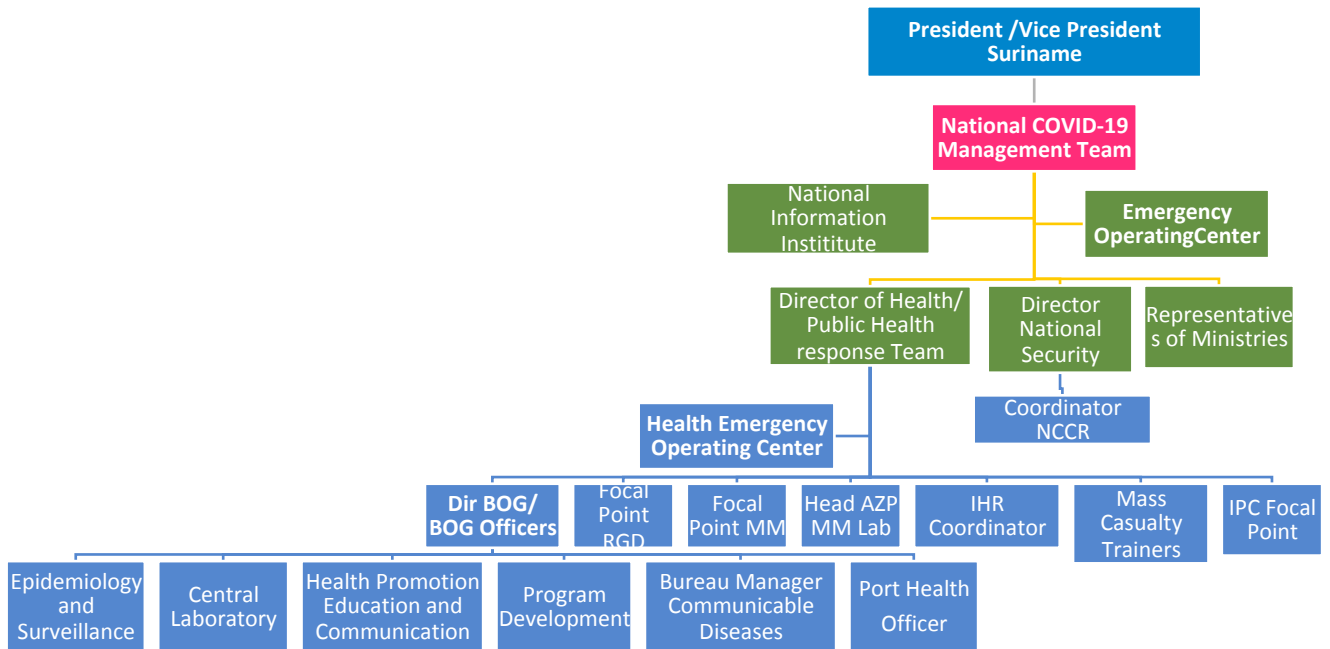 President /Vice President
Suriname
National COVID-19
Management Team
National
Information
Instititute
Emergency
OperatingCenter
Director of Health/
Public Health
response Team
Director
National
Security
Representative
s of Ministries
Coordinator
NCCR
Health Emergency
Operating Center
Dir BOG/
BOG Officers
Focal
Point
RGD
Focal
Point MM
Head AZP
MM Lab
IHR
Coordinator
Mass
Casualty
Trainers
IPC Focal
Point
Epidemiology
and
Surveillance
Central
Laboratory
Health Promotion
Education and
Communication
Program
Development
Bureau Manager
Communicable
Diseases
Port Health
Officer